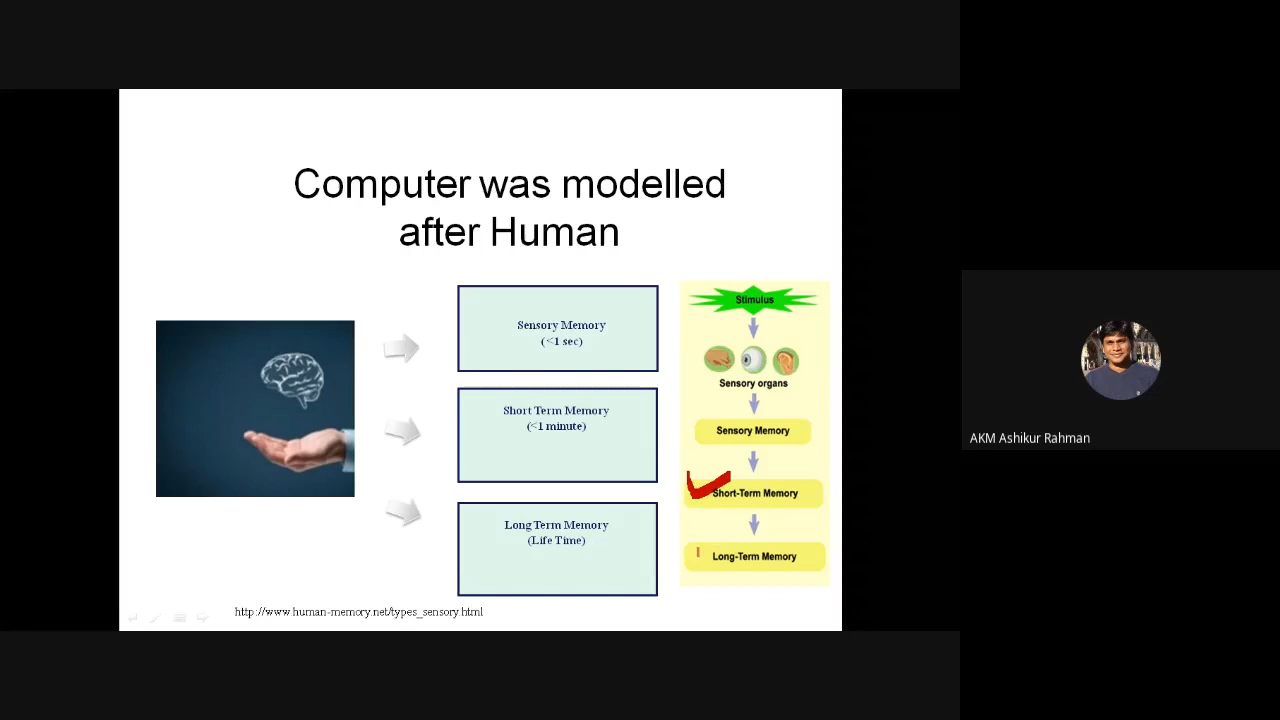 Computer was modelled
after Human
Sensory Memory
(<1 sec)
Short Term Memory
(<1 minute)
Long Term Memory
(Life Time)
Stimulus
Sensory organs
Sensory Memory
Short-Term Memory
Long-Term Memory
http://www.human-memory.net/types_sensory.html
AKM Ashikur Rahman